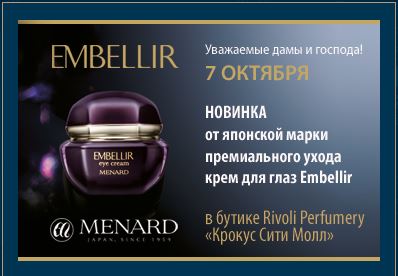 EMBELLIR
EMBELLIR
eye cream
MENARD
MENARD
JAPAN, SINCE 1959
Уважаемые дамы и господа!
7 ОКТЯБРЯ
НОВИНКА
от японской марки
премиального ухода
крем для глаз Embellir
в бутике Rivoli Perfumery
«Крокус Сити Молл»